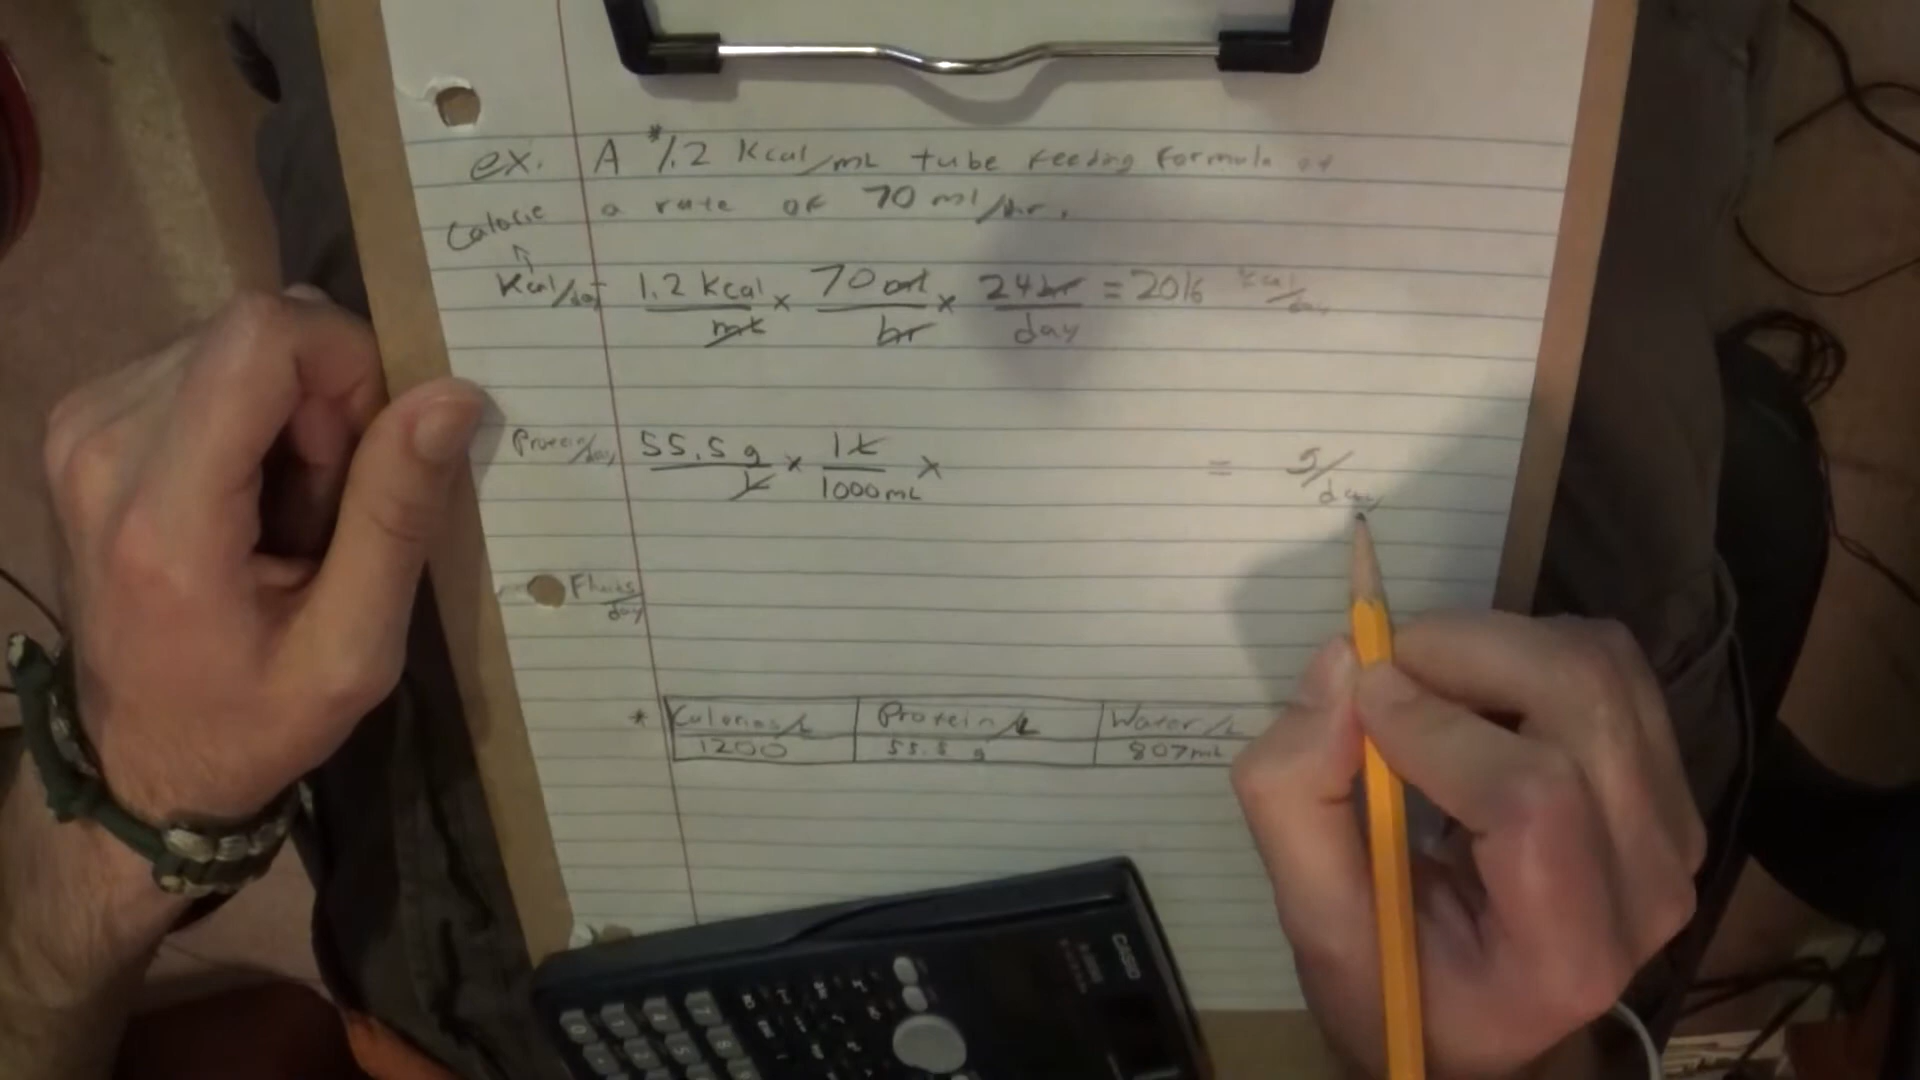 ex. A *1.2 Kcal/mL tube feeding formula at
a rate of 70 ml/hr.
Calorie
Kcal/day 1.2 kcal/mL × 70 ml/hr × 24 hr/day = 2016 kcal/day
Protein/day 55.5 g/L × 1L/1000mL × = g/day
Fluids/day
* Calories/L Protein/L Water/L
1200 55.5 g 807mL
CASIO